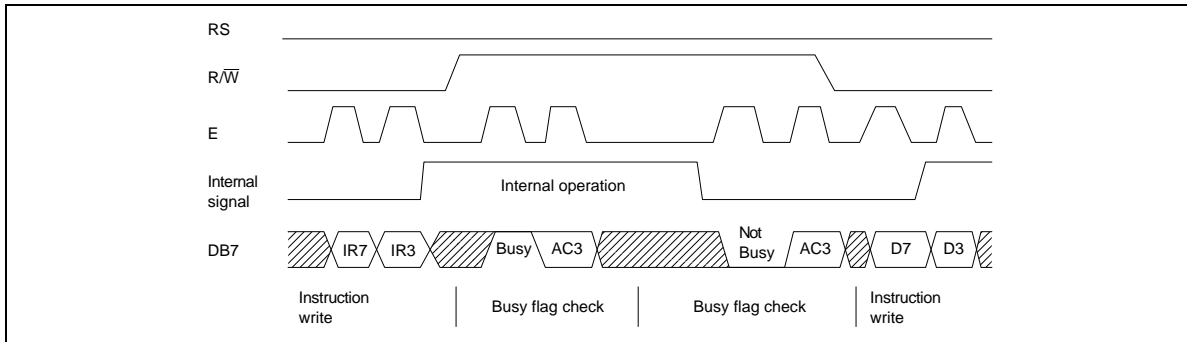 RS
R/W̅
E
Internal
signal
Internal operation
DB7
IR7
IR3
Busy
AC3
Not
Busy
AC3
D7
D3
Instruction
write
Busy flag check
Busy flag check
Instruction
write